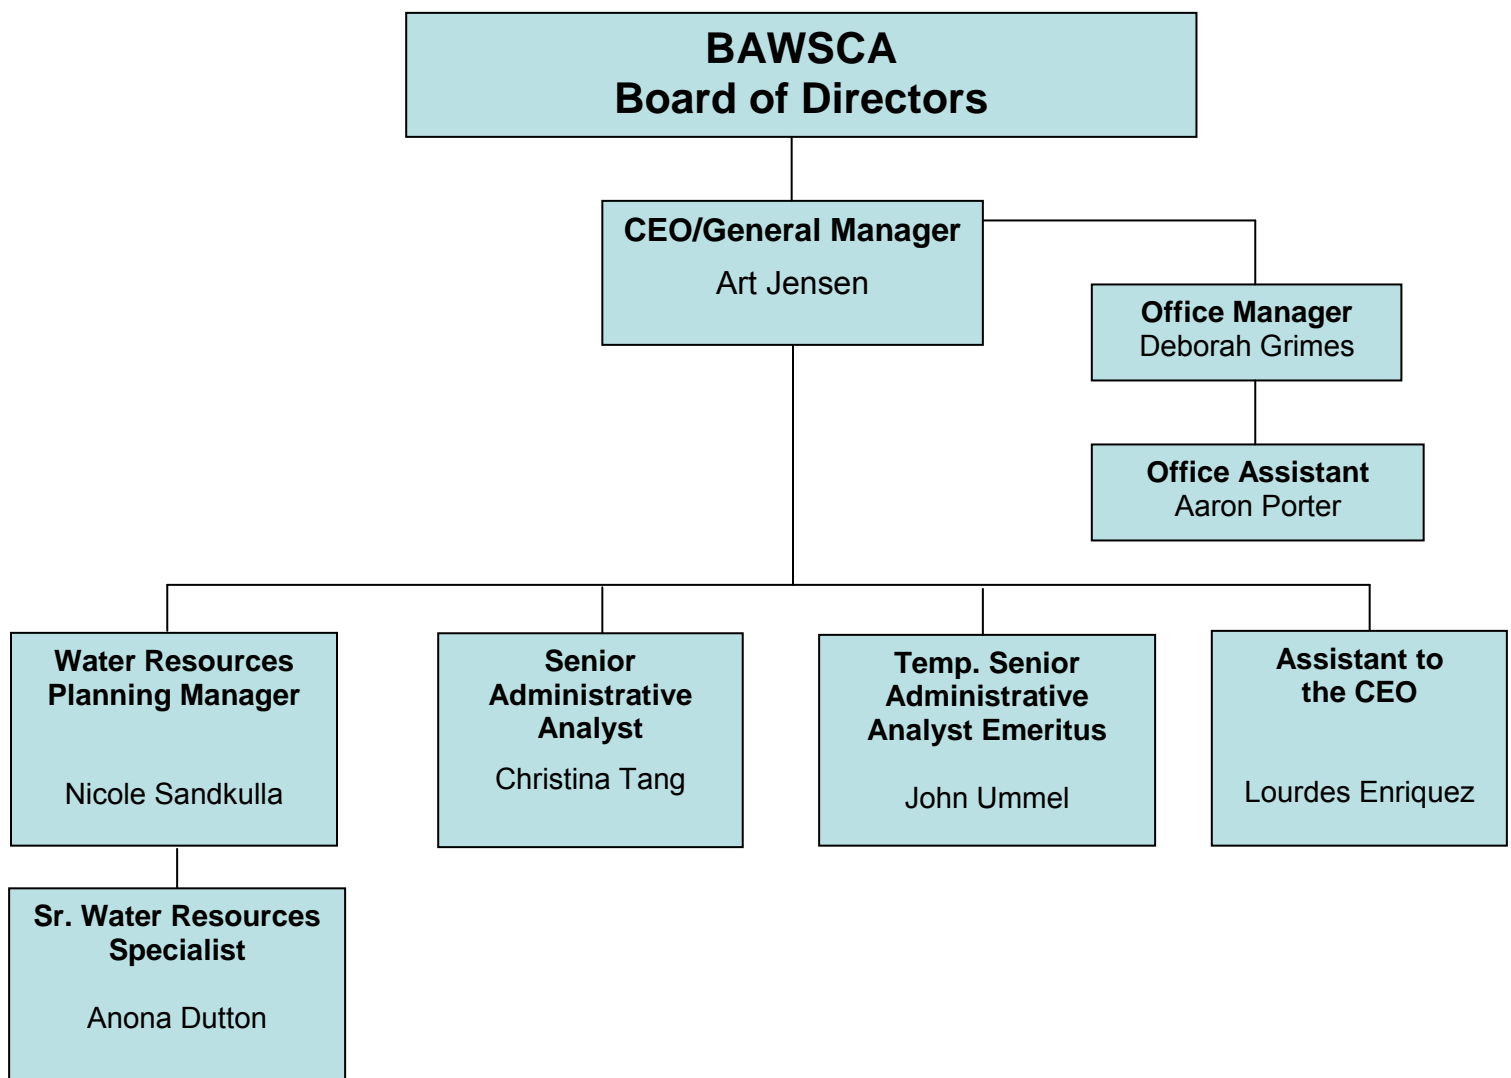 BAWSCA
Board of Directors
CEO/General Manager
Art Jensen
Office Manager
Deborah Grimes
Office Assistant
Aaron Porter
Water Resources
Planning Manager
Nicole Sandkulla
Senior
Administrative
Analyst
Christina Tang
Temp. Senior
Administrative
Analyst Emeritus
John Ummel
Assistant to
the CEO
Lourdes Enriquez
Sr. Water Resources
Specialist
Anona Dutton